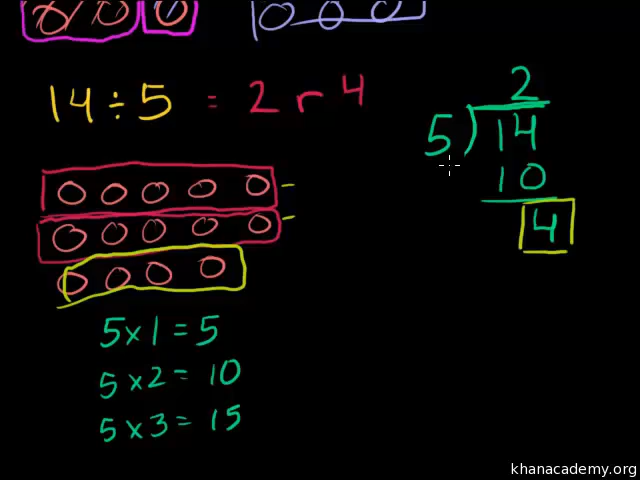 14 ÷ 5 = 2 r 4
2
5 ) 14
10
4
5 x 1 = 5
5 x 2 = 10
5 x 3 = 15
khanacademy.org